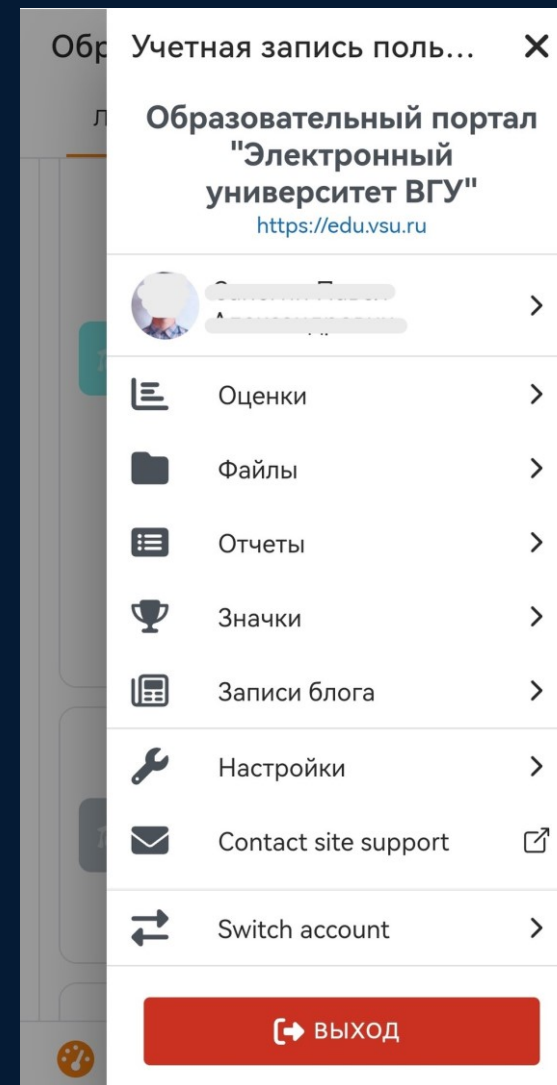 Обр
Учетная запись поль...
Л
Образовательный портал
"Электронный
университет ВГУ"
https://edu.vsu.ru
Оценки
Файлы
Отчеты
Значки
Записи блога
Настройки
Contact site support
Switch account
ВЫХОД